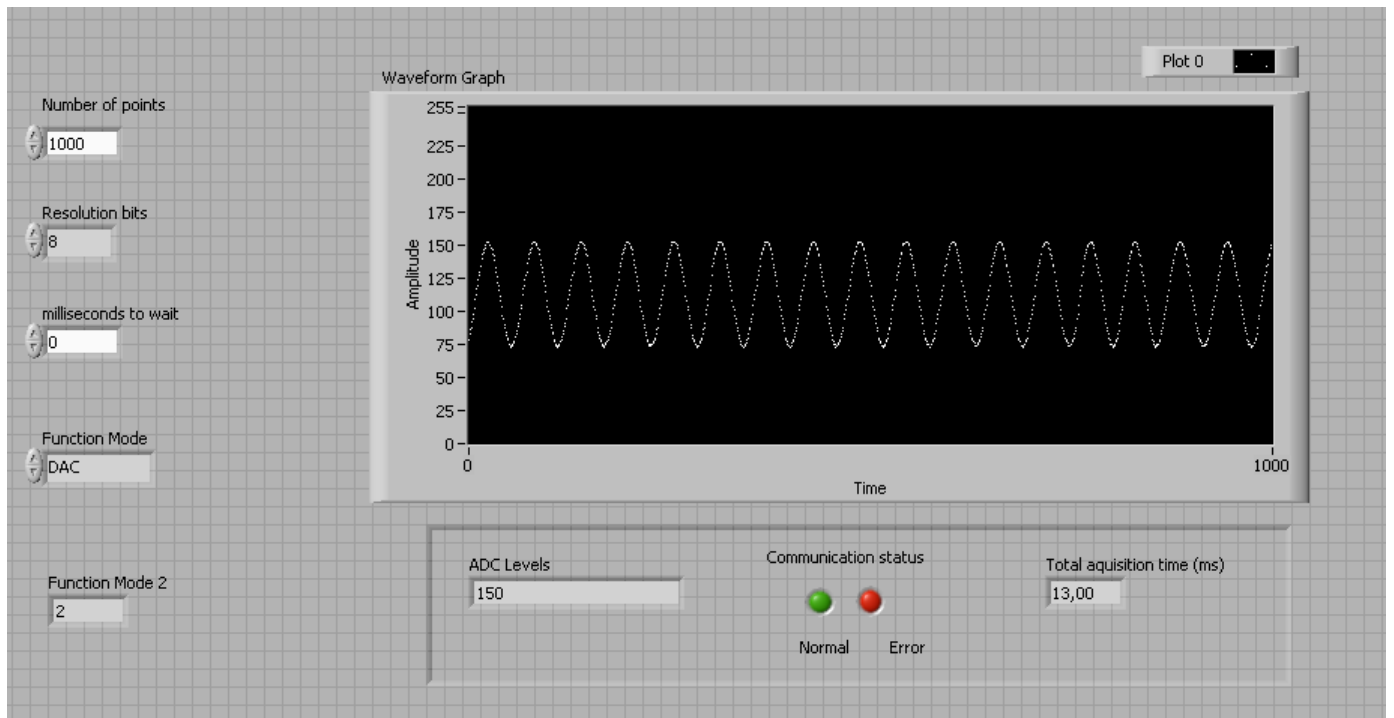 Plot 0
Waveform Graph
Number of points
1000
Resolution bits
8
milliseconds to wait
0
Function Mode
DAC
Function Mode 2
2
255
225
200
175
150
125
100
75
50
25
0
Amplitude
0
1000
Time
ADC Levels
150
Communication status
Normal
Error
Total aquisition time (ms)
13,00